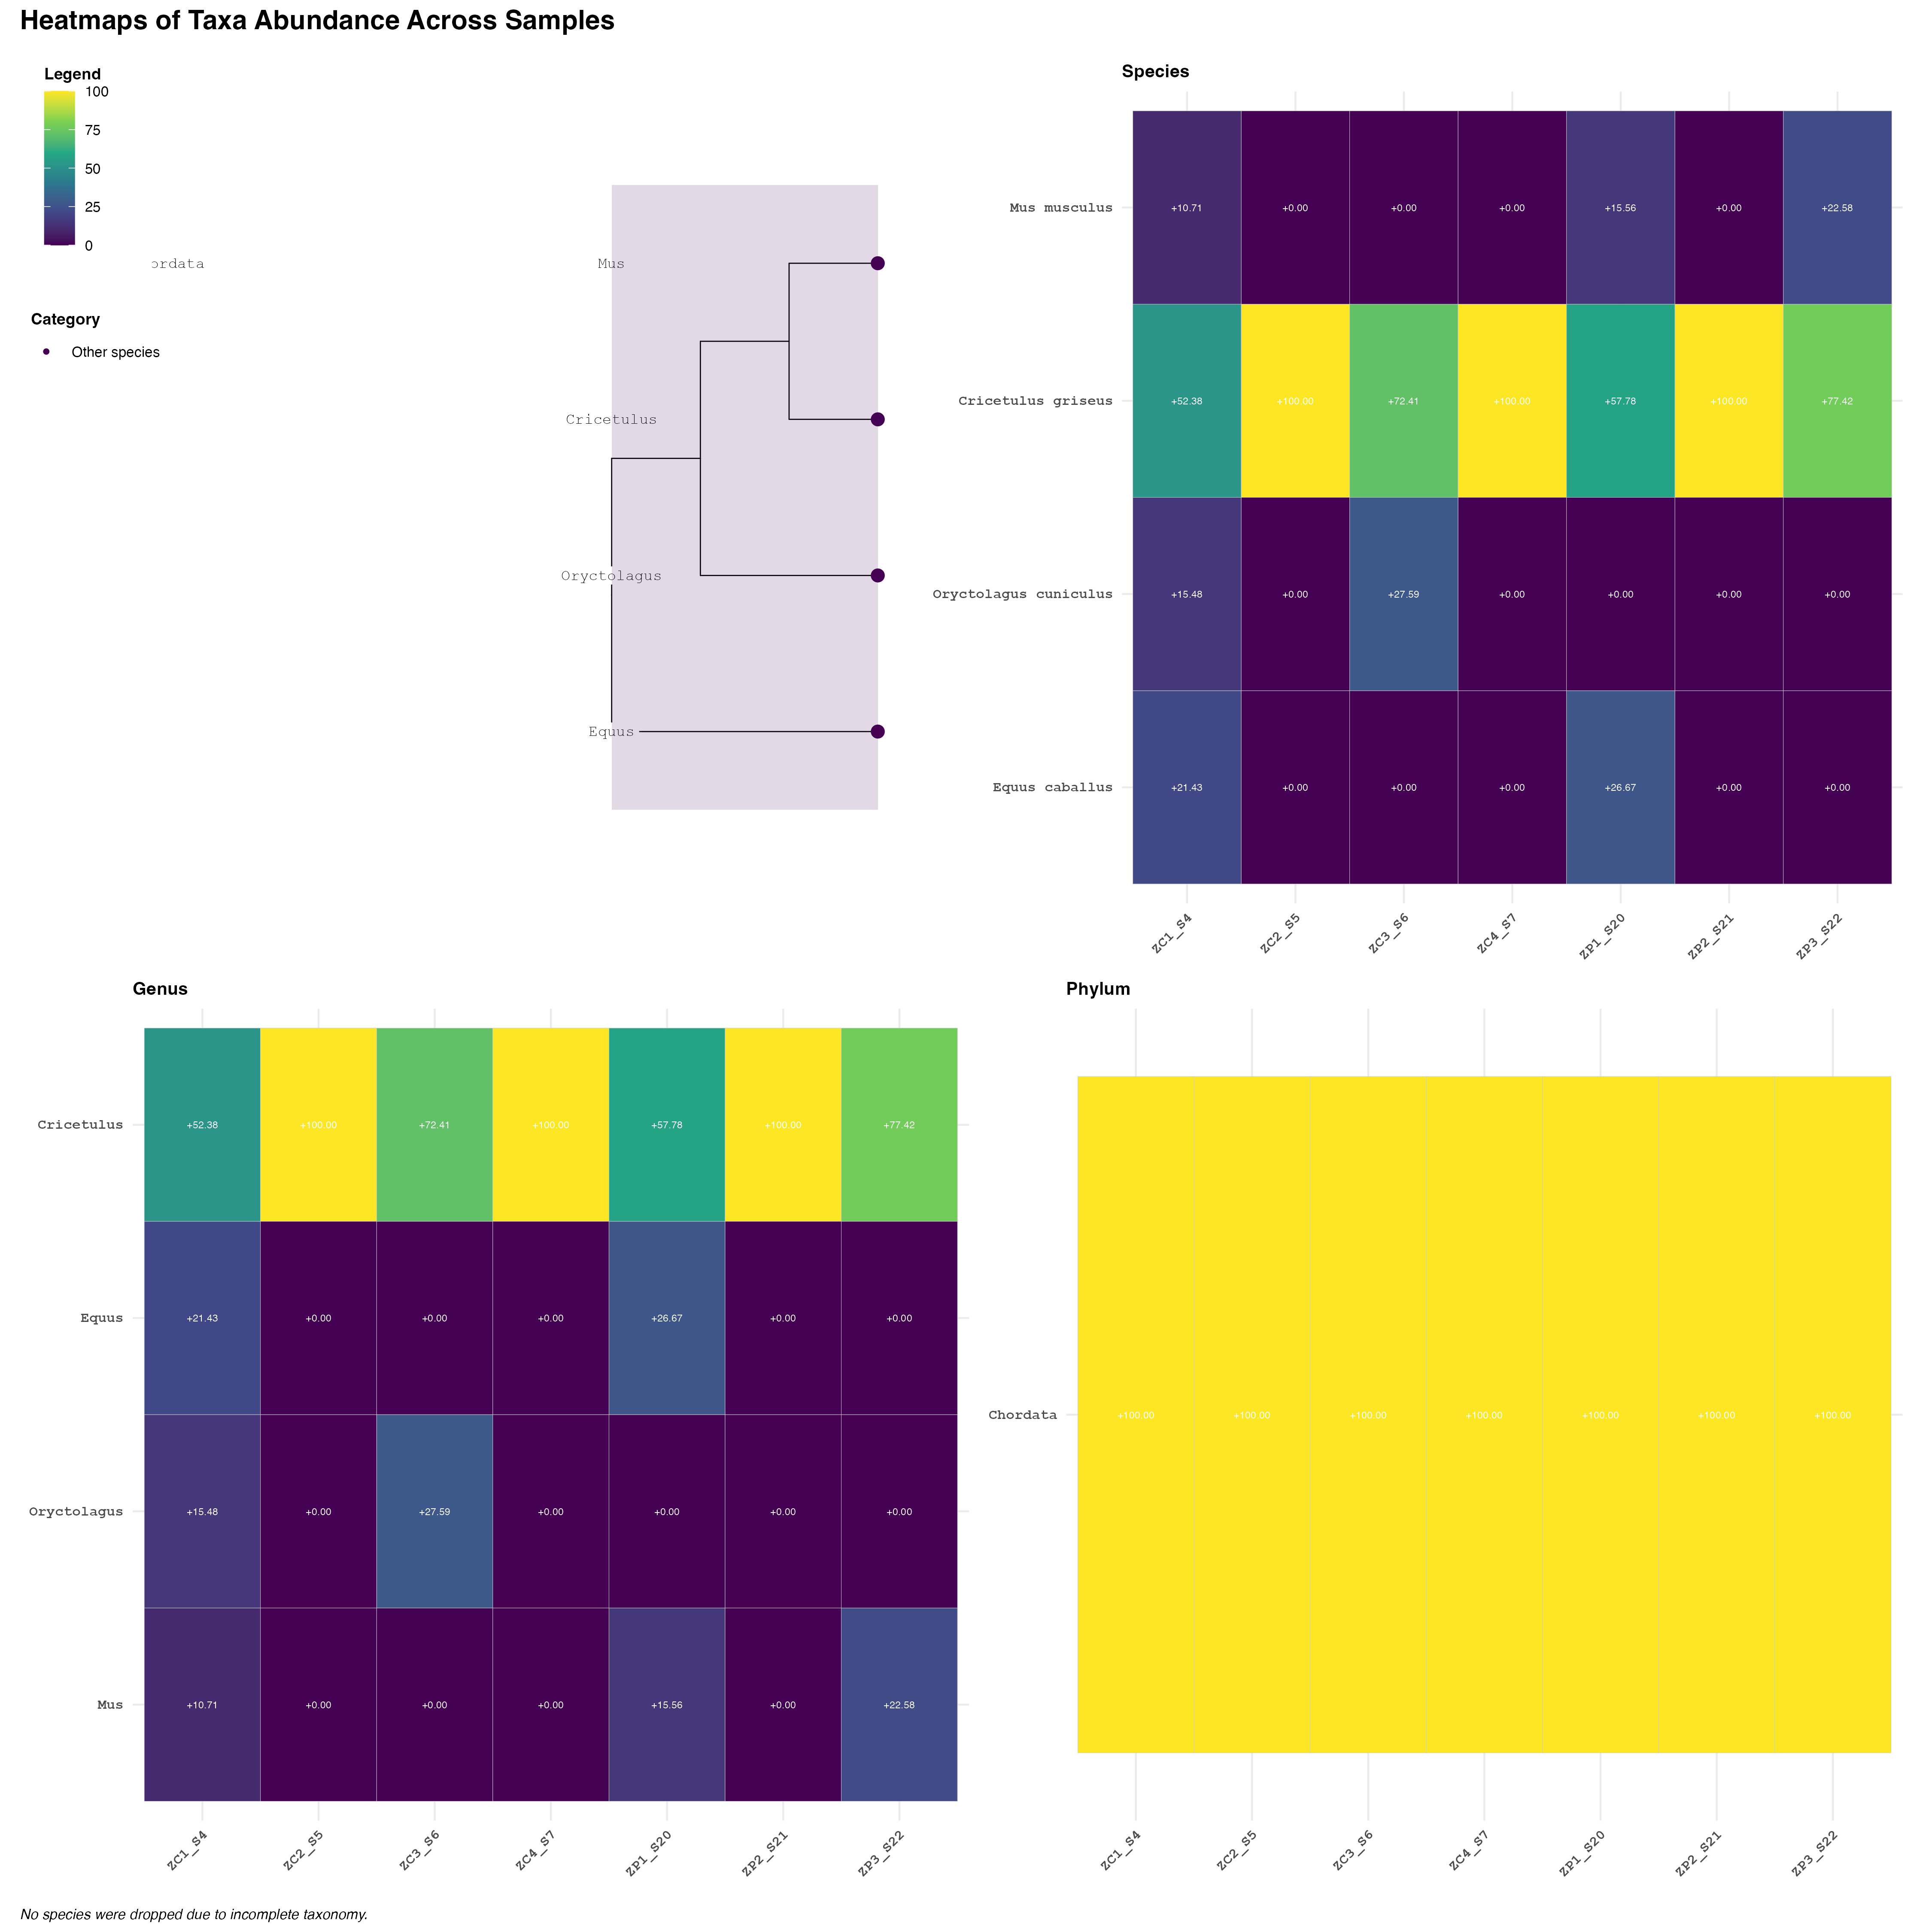 Heatmaps of Taxa Abundance Across Samples
Legend
100
75
50
25
0
ordata
Category
Other species
Mus
Cricetulus
Oryctolagus
Equus
Species
Mus musculus +10.71 +0.00 +0.00 +0.00 +15.56 +0.00 +22.58
Cricetulus griseus +52.38 +100.00 +72.41 +100.00 +57.78 +100.00 +77.42
Oryctolagus cuniculus +15.48 +0.00 +27.59 +0.00 +0.00 +0.00 +0.00
Equus caballus +21.43 +0.00 +0.00 +0.00 +26.67 +0.00 +0.00
ZC1_S4 ZC2_S5 ZC3_S6 ZC4_S7 ZP1_S20 ZP2_S21 ZP3_S22
Genus
Cricetulus +52.38 +100.00 +72.41 +100.00 +57.78 +100.00 +77.42
Equus +21.43 +0.00 +0.00 +0.00 +26.67 +0.00 +0.00
Oryctolagus +15.48 +0.00 +27.59 +0.00 +0.00 +0.00 +0.00
Mus +10.71 +0.00 +0.00 +0.00 +15.56 +0.00 +22.58
ZC1_S4 ZC2_S5 ZC3_S6 ZC4_S7 ZP1_S20 ZP2_S21 ZP3_S22
Phylum
Chordata +100.00 +100.00 +100.00 +100.00 +100.00 +100.00 +100.00
ZC1_S4 ZC2_S5 ZC3_S6 ZC4_S7 ZP1_S20 ZP2_S21 ZP3_S22
No species were dropped due to incomplete taxonomy.